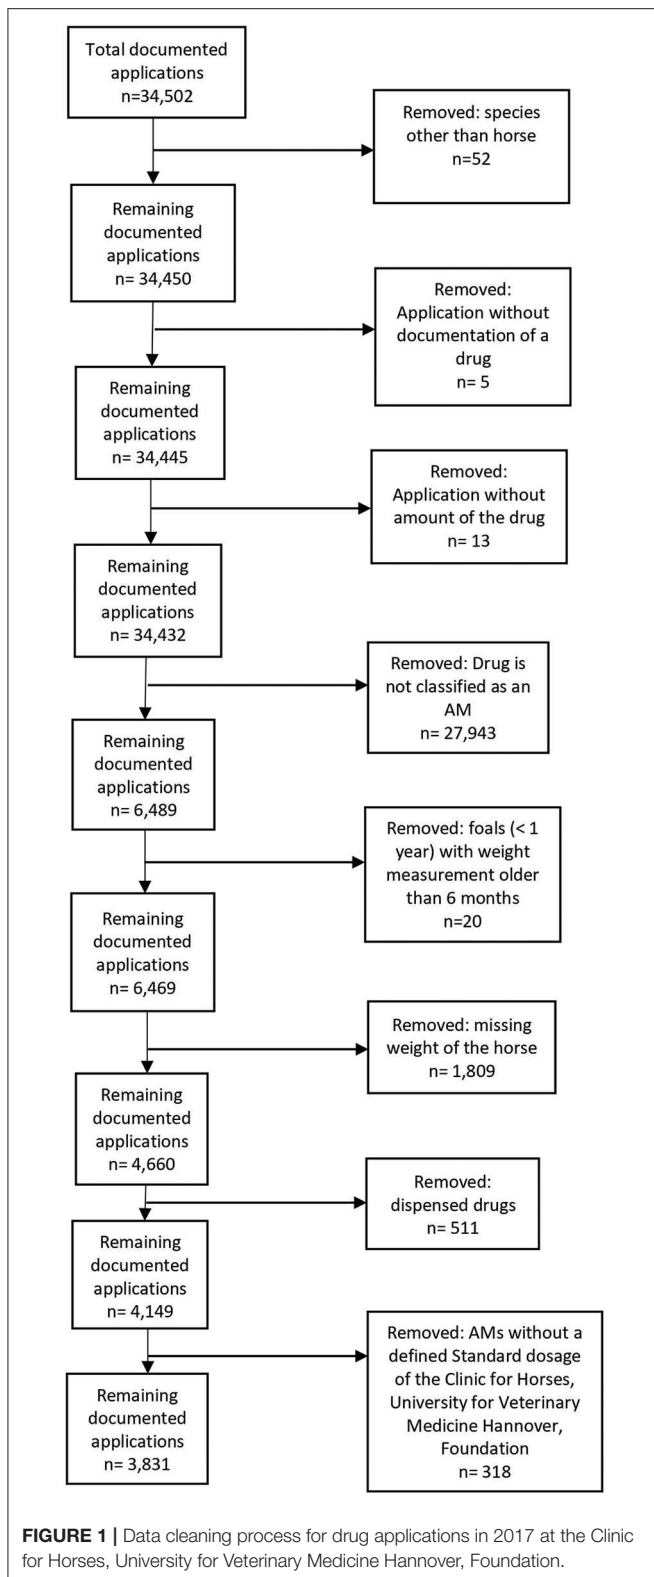 Total documented
applications
n=34,502
Removed: species
other than horse
n=52
Remaining
documented
applications
n= 34,450
Removed:
Application without
documentation of a
drug
n= 5
Remaining
documented
applications
n= 34,445
Removed:
Application without
amount of the drug
n= 13
Remaining
documented
applications
n= 34,432
Removed: Drug is
not classified as an
AM
n= 27,943
Remaining
documented
applications
n= 6,489
Removed: foals (< 1
year) with weight
measurement older
than 6 months
n=20
Remaining
documented
applications
n= 6,469
Removed: missing
weight of the horse
n= 1,809
Remaining
documented
applications
n= 4,660
Removed:
dispensed drugs
n= 511
Remaining
documented
applications
n= 4,149
Removed: AMs without a
defined Standard dosage
of the Clinic for Horses,
University for Veterinary
Medicine Hannover,
Foundation
n= 318
Remaining
documented
applications
n= 3,831
FIGURE 1 | Data cleaning process for drug applications in 2017 at the Clinic
for Horses, University for Veterinary Medicine Hannover, Foundation.